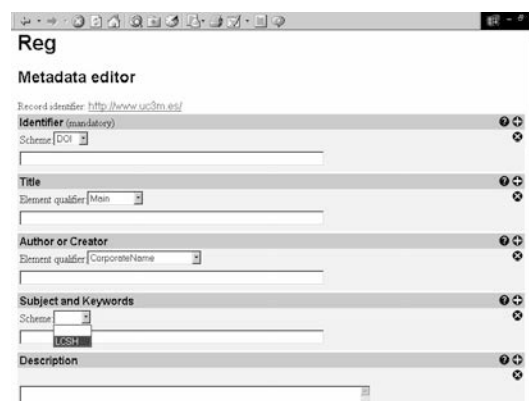 Reg
Metadata editor
Record identifier: http://www.uc3m.es/
Identifier (mandatory)
Scheme DOI
Title
Element qualifier Main
Author or Creator
Element qualifier CorporateName
Subject and Keywords
Scheme
LCSH
Description